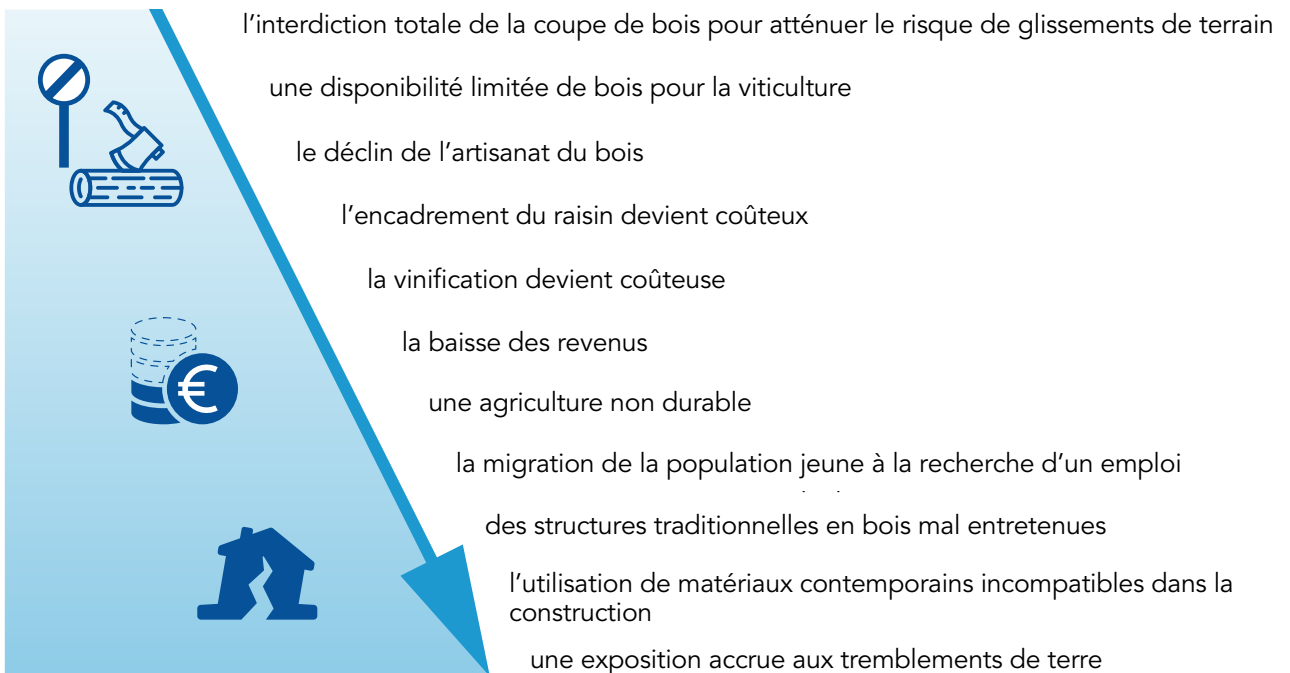 l’interdiction totale de la coupe de bois pour atténuer le risque de glissements de terrain
une disponibilité limitée de bois pour la viticulture
le déclin de l’artisanat du bois
l’encadrement du raisin devient coûteux
la vinification devient coûteuse
la baisse des revenus
€
une agriculture non durable
la migration de la population jeune à la recherche d’un emploi
des structures traditionnelles en bois mal entretenues
l’utilisation de matériaux contemporains incompatibles dans la
construction
une exposition accrue aux tremblements de terre